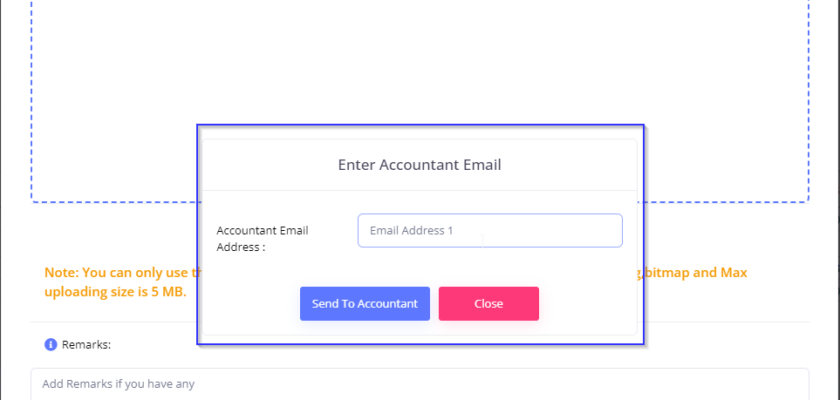 Enter Accountant Email
Accountant Email
Address :
Email Address 1
Send To Accountant
Close
Note: You can only use bitmap and Max
uploading size is 5 MB.
Remarks:
Add Remarks if you have any